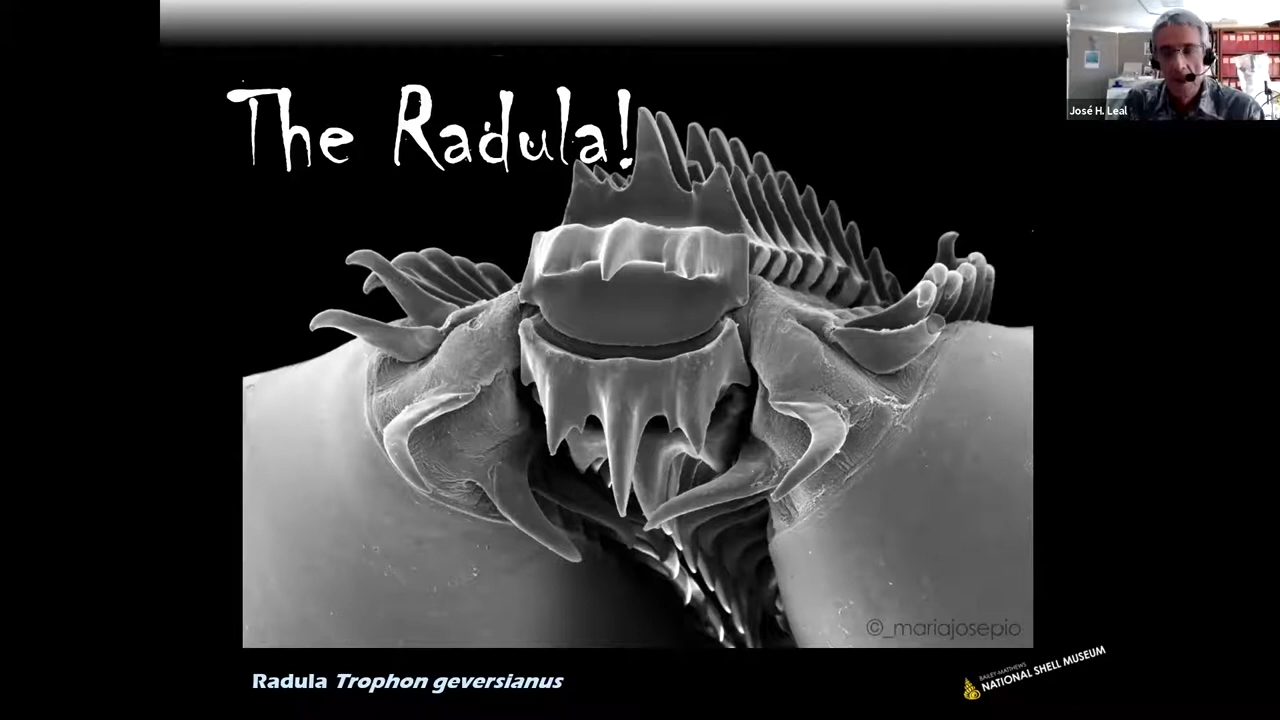 The Radula!
José H. Leal
©_mariajosepio
Radula Trophon geversianus
BAILEY-MATTHEWS
NATIONAL SHELL MUSEUM